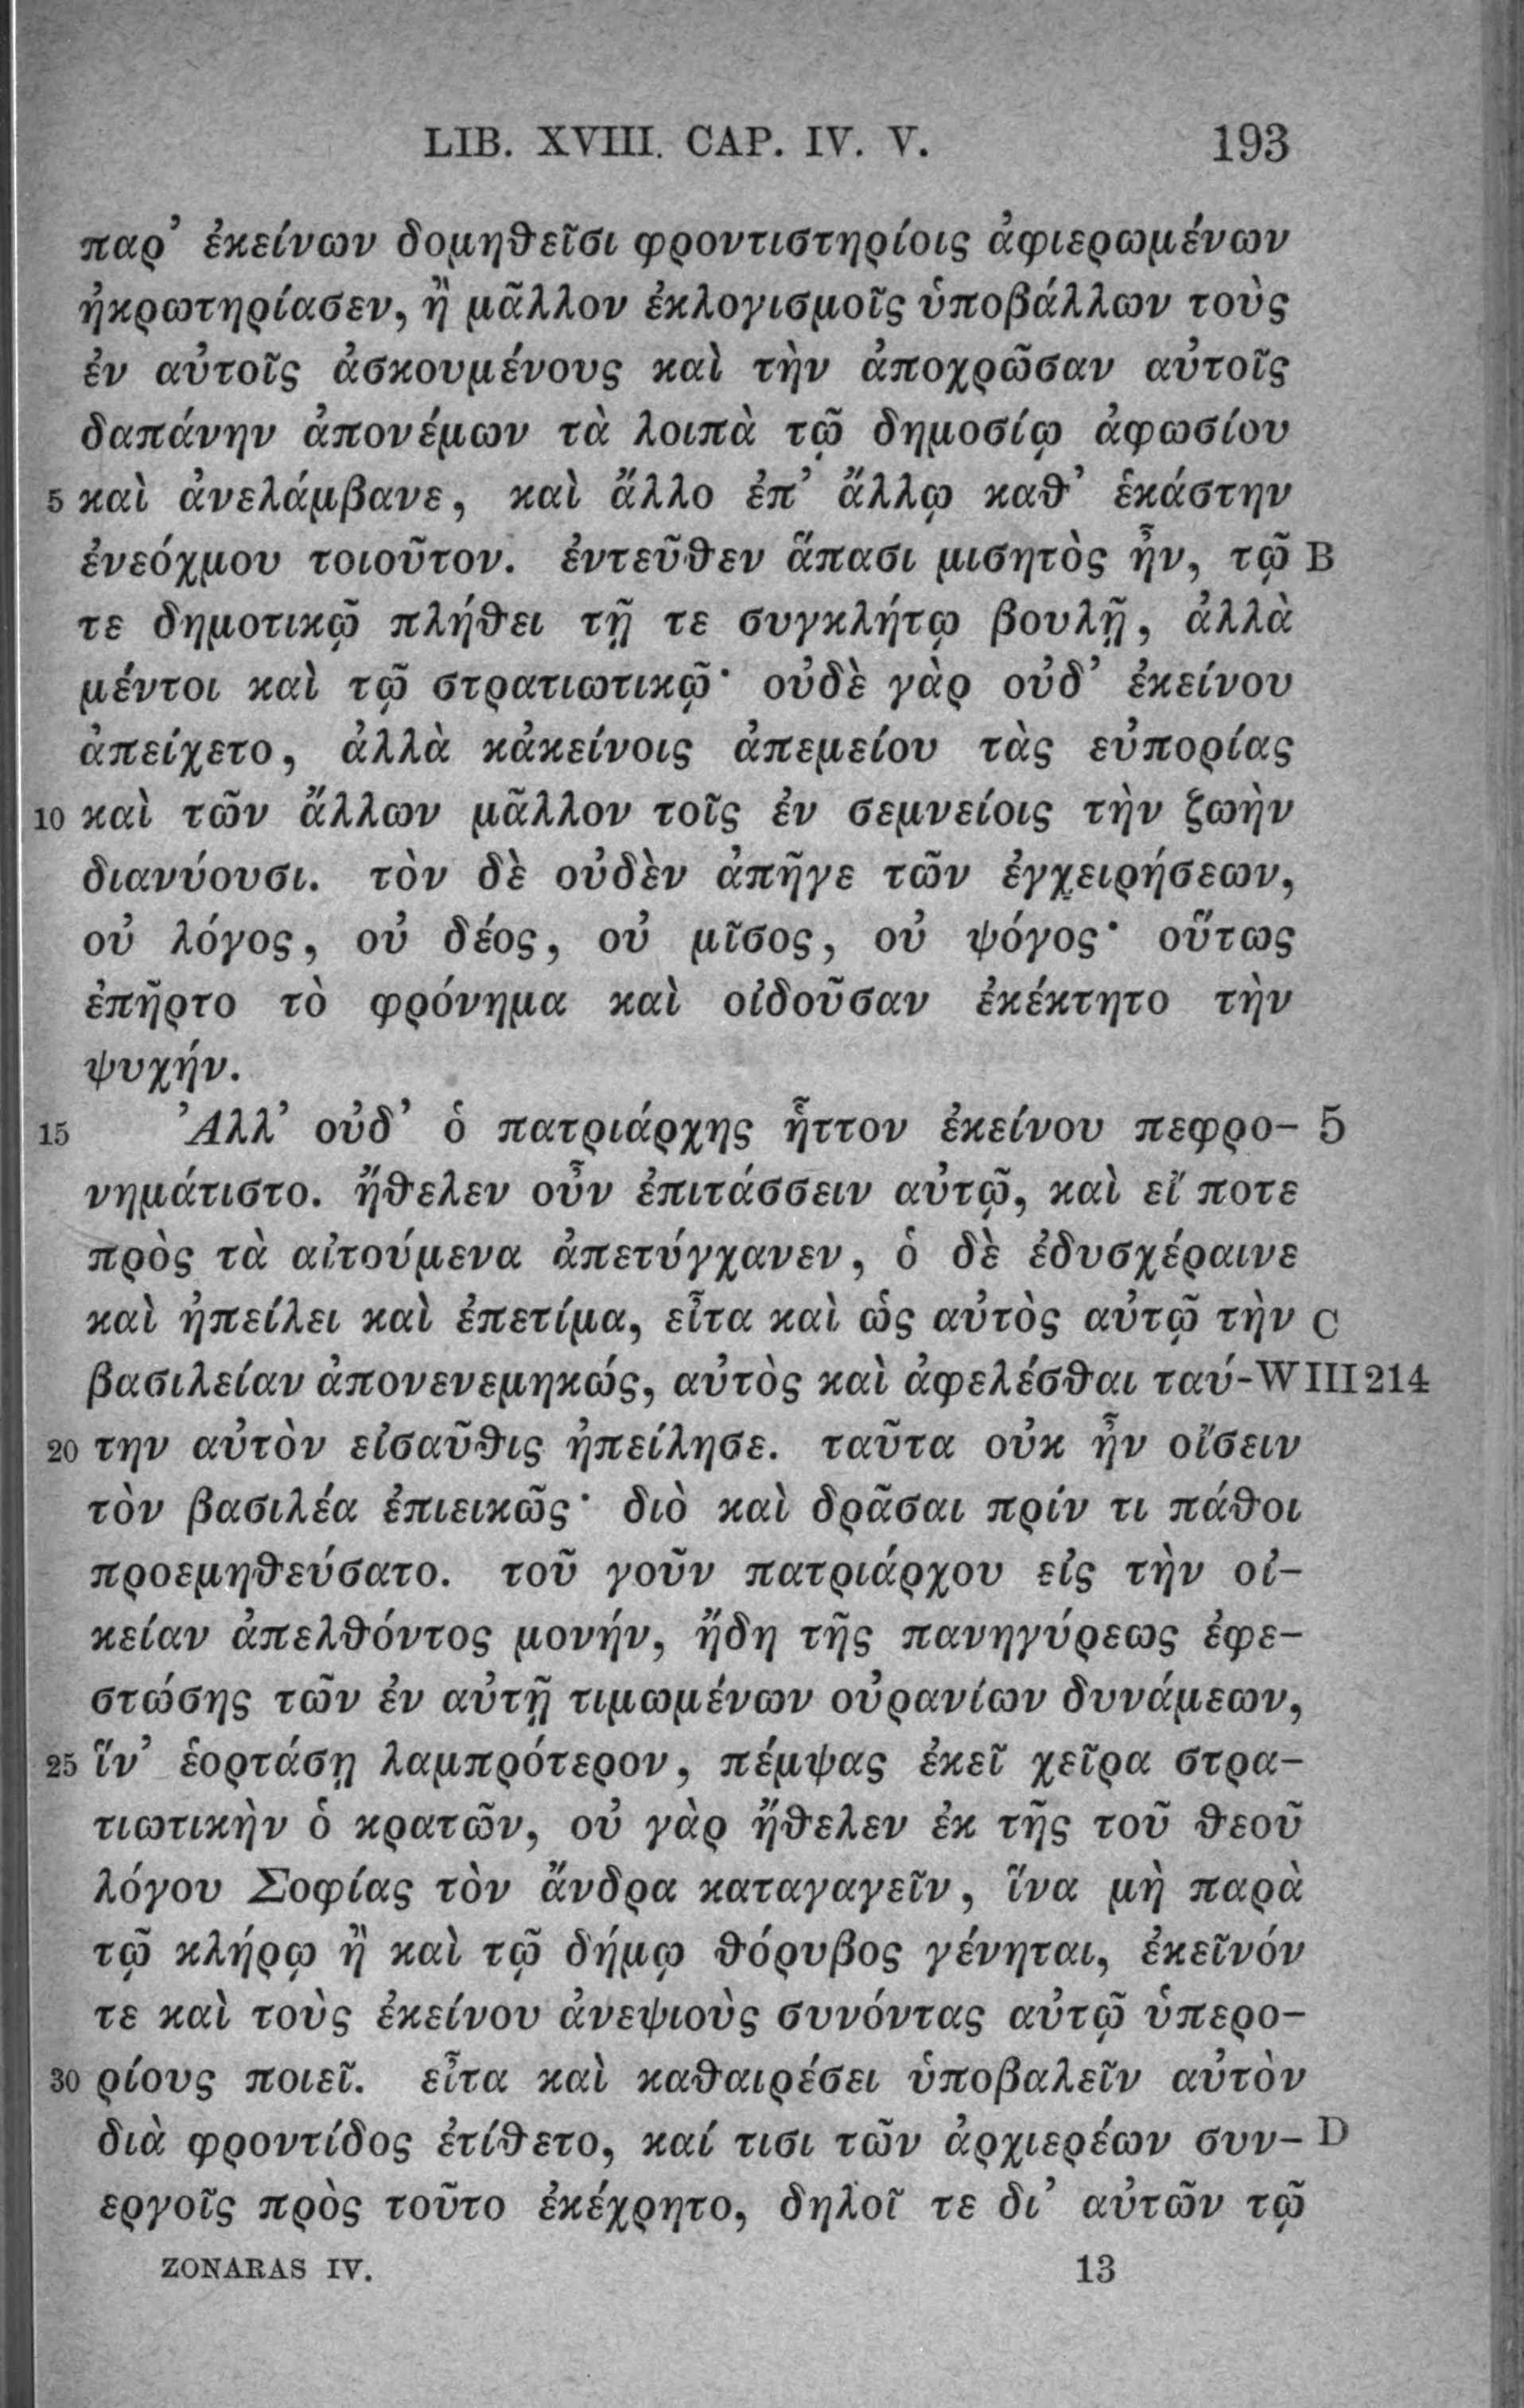 LIB. XVIII. CAP. IV. V. 193
παρ’ ἐκείνων δομηθεῖσι φροντιστηρίοις ἀφιερωμένων
ἠκρωτηρίασεν, ἢ μᾶλλον ἐκλογισμοῖς ὑποβάλλων τοὺς
ἐν αὐτοῖς ἀσκουμένους καὶ τὴν ἀποχρῶσαν αὐτοῖς
δαπάνην ἀπονέμων τὰ λοιπὰ τῷ δημοσίῳ ἀφωσίου
5 καὶ ἀνελάμβανε, καὶ ἄλλο ἐπ’ ἄλλῳ καθ’ ἑκάστην
ἐνεόχμου τοιοῦτον. ἐντεῦθεν ἅπασι μισητὸς ἦν, τῷ B
τε δημοτικῷ πλήθει τῇ τε συγκλήτῳ βουλῇ, ἀλλὰ
μέντοι καὶ τῷ στρατιωτικῷ· οὐδὲ γὰρ οὐδ’ ἐκείνου
ἀπείχετο, ἀλλὰ κἀκείνοις ἀπεμείου τὰς εὐπορίας
10 καὶ τῶν ἄλλων μᾶλλον τοῖς ἐν σεμνείοις τὴν ζωὴν
διανύουσι. τὸν δὲ οὐδὲν ἀπῆγε τῶν ἐγχειρήσεων,
οὐ λόγος, οὐ δέος, οὐ μῖσος, οὐ ψόγος· οὕτως
ἐπῆρτο τὸ φρόνημα καὶ οἰδοῦσαν ἐκέκτητο τὴν
ψυχήν.
15 Ἀλλ’ οὐδ’ ὁ πατριάρχης ἧττον ἐκείνου πεφρο- 5
νημάτιστο. ἤθελεν οὖν ἐπιτάσσειν αὐτῷ, καὶ εἴ ποτε
πρὸς τὰ αἰτούμενα ἀπετύγχανεν, ὁ δὲ ἐδυσχέραινε
καὶ ἠπείλει καὶ ἐπετίμα, εἶτα καὶ ὡς αὐτὸς αὐτῷ τὴν C
βασιλείαν ἀπονενεμηκώς, αὐτὸς καὶ ἀφελέσθαι ταύ- W III 214
20 την αὐτὸν εἰσαῦθις ἠπείλησε. ταῦτα οὐκ ἦν οἴσειν
τὸν βασιλέα ἐπιεικῶς· διὸ καὶ δρᾶσαι πρίν τι πάθοι
προεμηθεύσατο. τοῦ γοῦν πατριάρχου εἰς τὴν οἰ-
κείαν ἀπελθόντος μονήν, ἤδη τῆς πανηγύρεως ἐφε-
στώσης τῶν ἐν αὐτῇ τιμωμένων οὐρανίων δυνάμεων,
25 ἵν’ ἑορτάσῃ λαμπρότερον, πέμψας ἐκεῖ χεῖρα στρα-
τιωτικὴν ὁ κρατῶν, οὐ γὰρ ἤθελεν ἐκ τῆς τοῦ θεοῦ
λόγου Σοφίας τὸν ἄνδρα καταγαγεῖν, ἵνα μὴ παρὰ
τῷ κλήρῳ ἢ καὶ τῷ δήμῳ θόρυβος γένηται, ἐκεῖνόν
τε καὶ τοὺς ἐκείνου ἀνεψιοὺς συνόντας αὐτῷ ὑπερο-
30 ρίους ποιεῖ. εἶτα καὶ καθαιρέσει ὑποβαλεῖν αὐτὸν
διὰ φροντίδος ἐτίθετο, καί τισι τῶν ἀρχιερέων συν- D
εργοῖς πρὸς τοῦτο ἐκέχρητο, δηλοῖ τε δι’ αὐτῶν τῷ
ZONARAS IV. 13